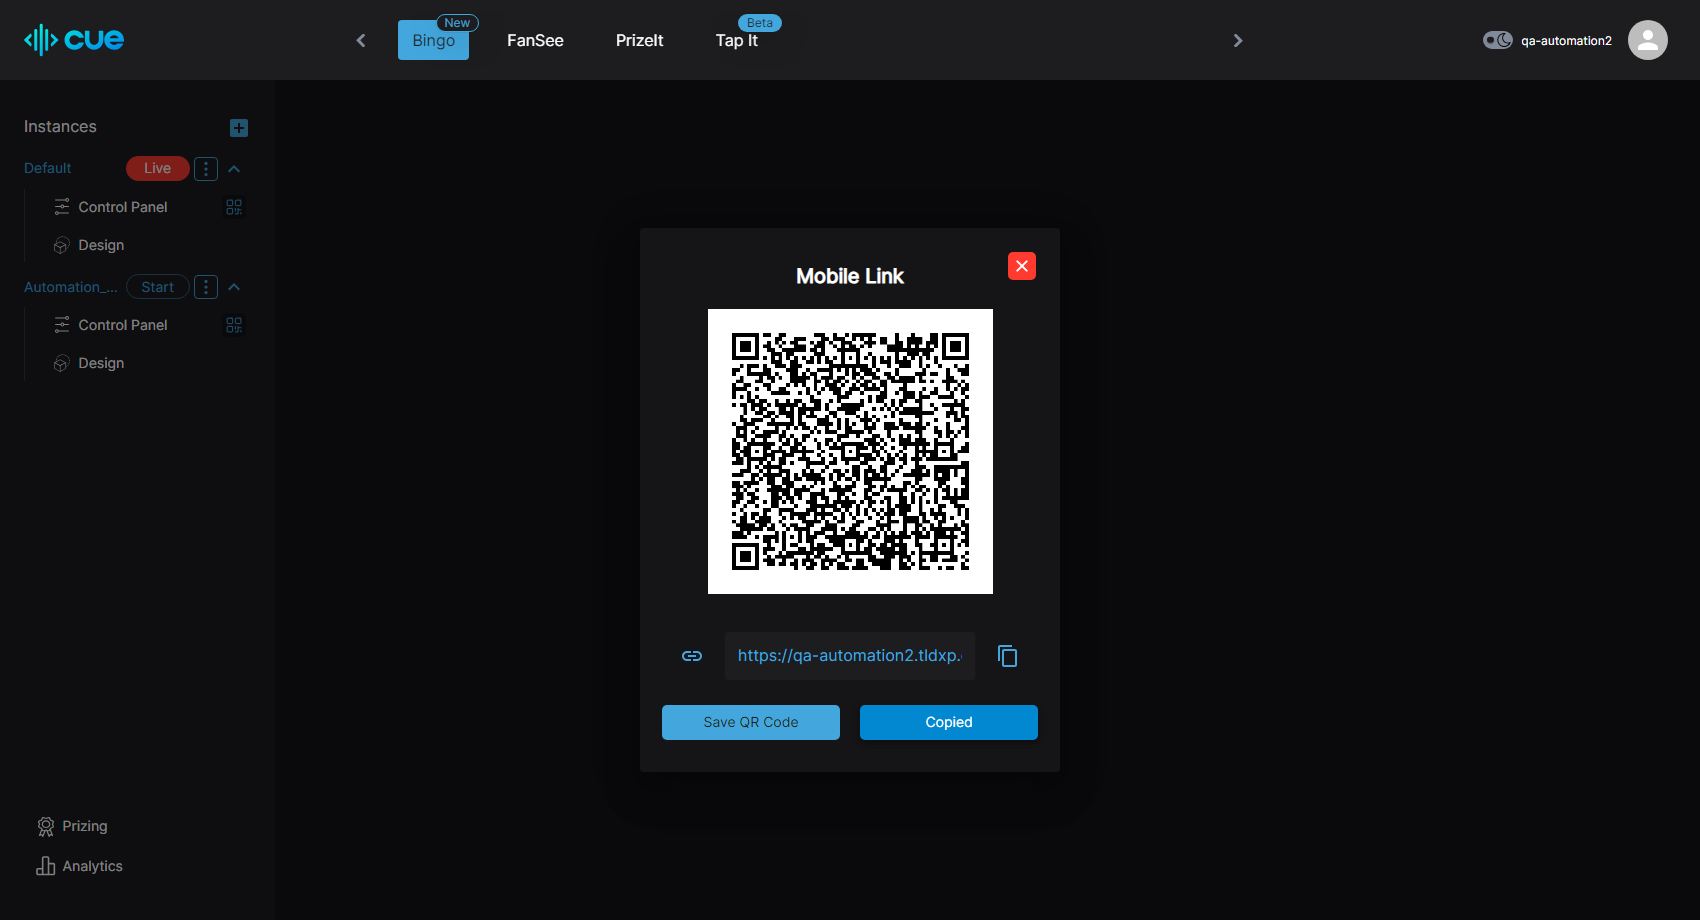 cue
Bingo
New
FanSee
PrizeIt
Tap It
Beta
qa-automation2
Instances
Default
Live
Control Panel
Design
Automation_...
Start
Control Panel
Design
Mobile Link
https://qa-automation2.tldxp.
Save QR Code
Copied
Prizing
Analytics